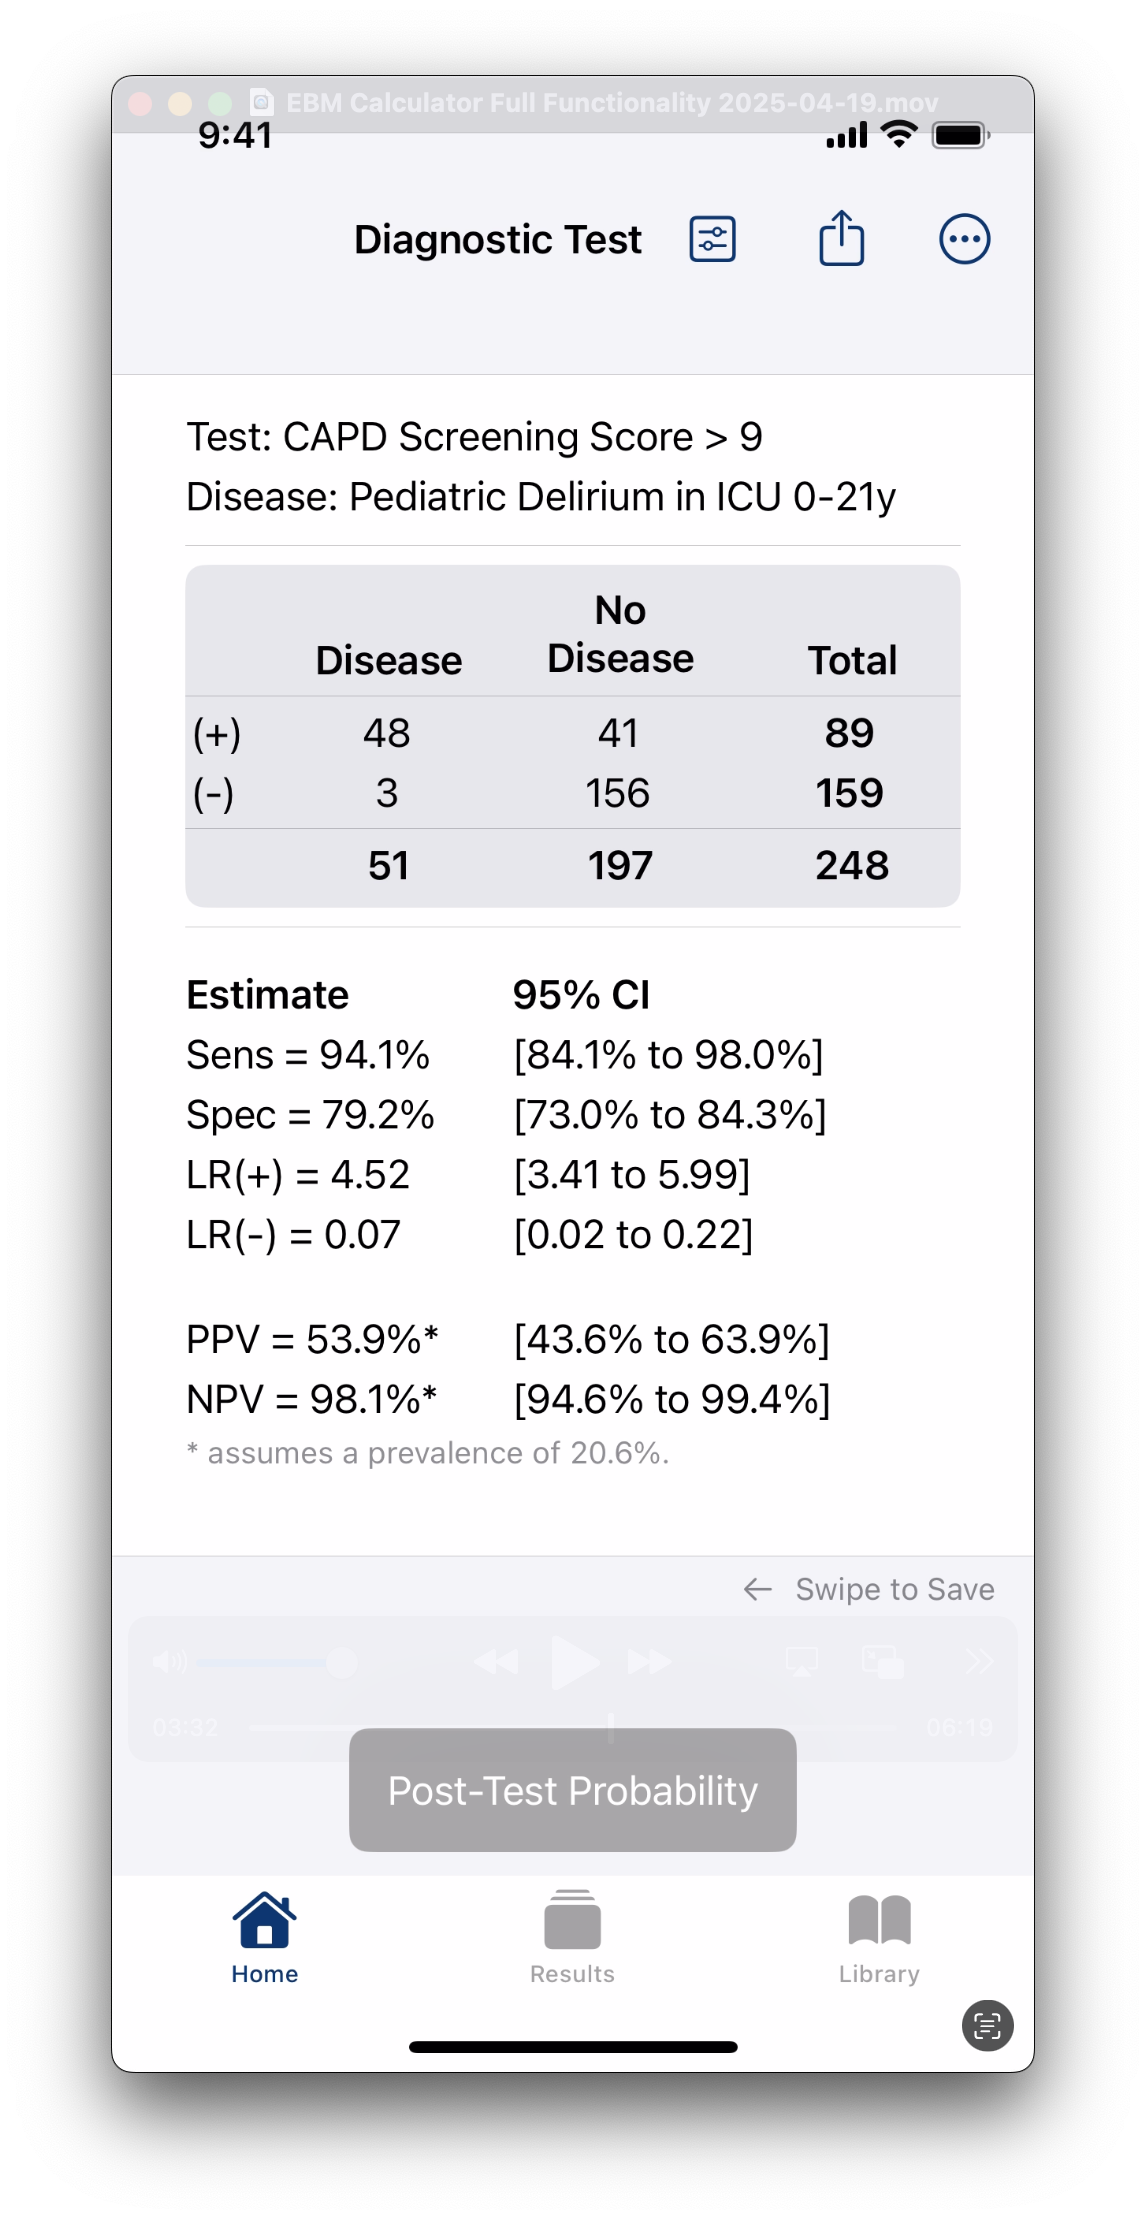 EBM Calculator Full Functionality 2025-04-19.mov
9:41
Diagnostic Test
Test: CAPD Screening Score > 9
Disease: Pediatric Delirium in ICU 0-21y
No
Disease Disease Total
(+) 48 41 89
(-) 3 156 159
51 197 248
Estimate 95% CI
Sens = 94.1% [84.1% to 98.0%]
Spec = 79.2% [73.0% to 84.3%]
LR(+) = 4.52 [3.41 to 5.99]
LR(-) = 0.07 [0.02 to 0.22]
PPV = 53.9%* [43.6% to 63.9%]
NPV = 98.1%* [94.6% to 99.4%]
* assumes a prevalence of 20.6%.
← Swipe to Save
03:32 06:19
Post-Test Probability
Home Results Library